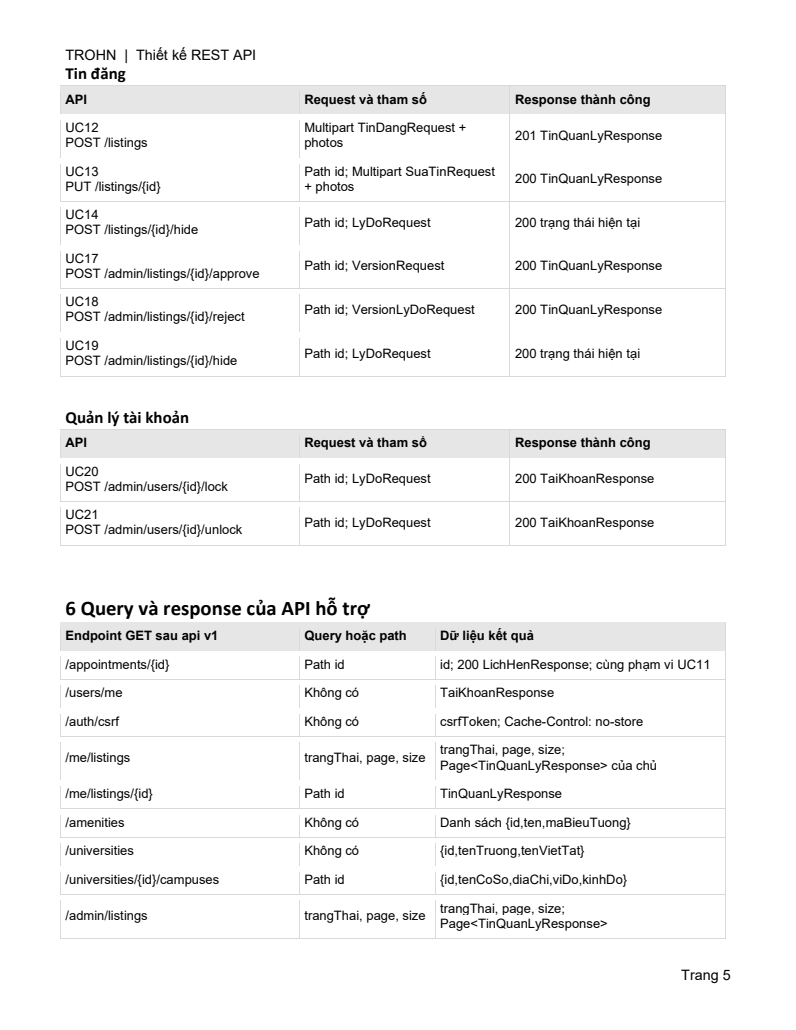 TROHN | Thiết kế REST API
Tin đăng
API Request và tham số Response thành công
UC12
POST /listings
Multipart TinDangRequest +
photos
201 TinQuanLyResponse
UC13
PUT /listings/{id}
Path id; Multipart SuaTinRequest
+ photos
200 TinQuanLyResponse
UC14
POST /listings/{id}/hide
Path id; LyDoRequest
200 trạng thái hiện tại
UC17
POST /admin/listings/{id}/approve
Path id; VersionRequest
200 TinQuanLyResponse
UC18
POST /admin/listings/{id}/reject
Path id; VersionLyDoRequest
200 TinQuanLyResponse
UC19
POST /admin/listings/{id}/hide
Path id; LyDoRequest
200 trạng thái hiện tại
Quản lý tài khoản
API Request và tham số Response thành công
UC20
POST /admin/users/{id}/lock
Path id; LyDoRequest
200 TaiKhoanResponse
UC21
POST /admin/users/{id}/unlock
Path id; LyDoRequest
200 TaiKhoanResponse
6 Query và response của API hỗ trợ
Endpoint GET sau api v1 Query hoặc path Dữ liệu kết quả
/appointments/{id} Path id id; 200 LichHenResponse; cùng phạm vi UC11
/users/me Không có TaiKhoanResponse
/auth/csrf Không có csrfToken; Cache-Control: no-store
/me/listings trangThai, page, size
trangThai, page, size;
Page<TinQuanLyResponse> của chủ
/me/listings/{id} Path id TinQuanLyResponse
/amenities Không có Danh sách {id,ten,maBieuTuong}
/universities Không có {id,tenTruong,tenVietTat}
/universities/{id}/campuses Path id {id,tenCoSo,diaChi,viDo,kinhDo}
/admin/listings trangThai, page, size
trangThai, page, size;
Page<TinQuanLyResponse>
Trang 5